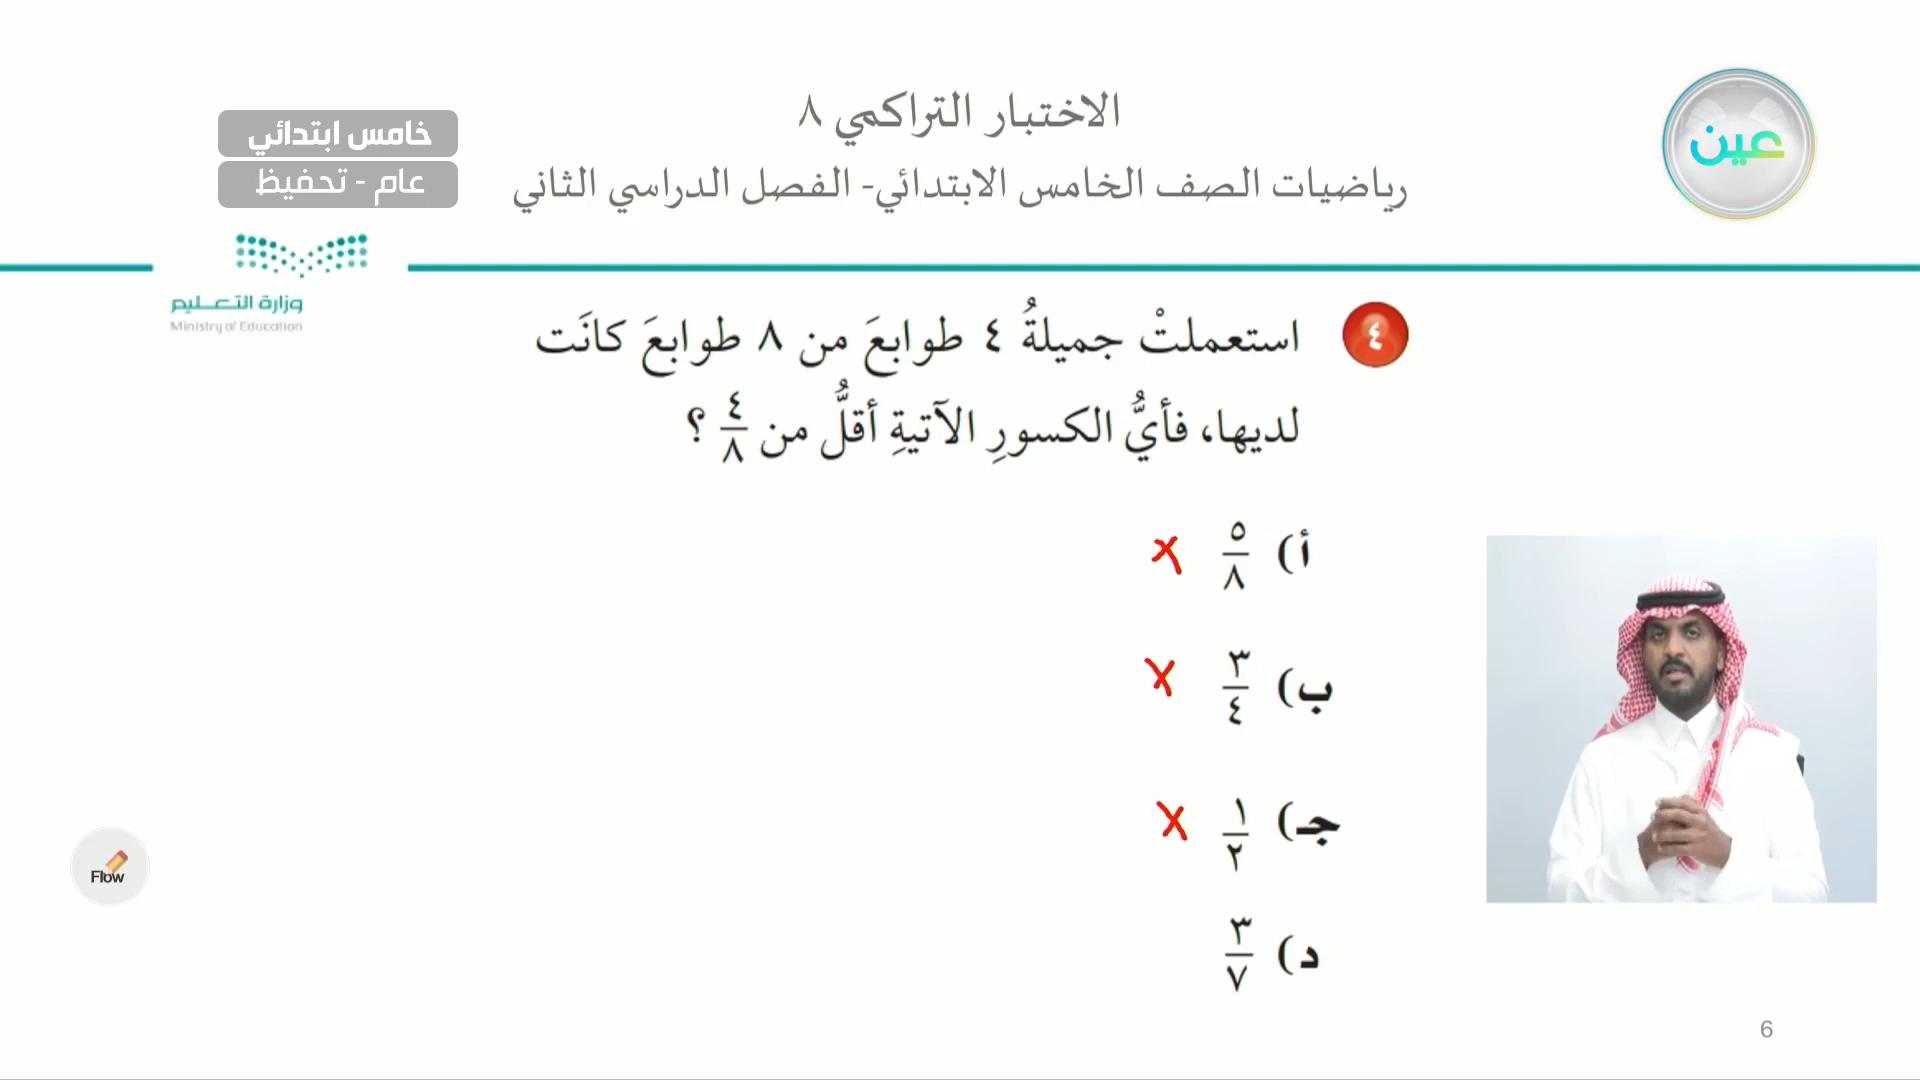 الاختبار التراكمي ٨
رياضيات الصف الخامس الابتدائي- الفصل الدراسي الثاني
خامس ابتدائي
عام - تحفيظ
عين
وزارة التعليم
Ministry of Education
٤ استعملتْ جميلةُ ٤ طوابعَ من ٨ طوابعَ كانَت
لديها، فأيُّ الكسورِ الآتيةِ أقلُّ من ٤/٨ ؟
أ) ٥/٨ x
ب) ٣/٤ x
جـ) ١/٢ x
د) ٣/٧
Flow
6